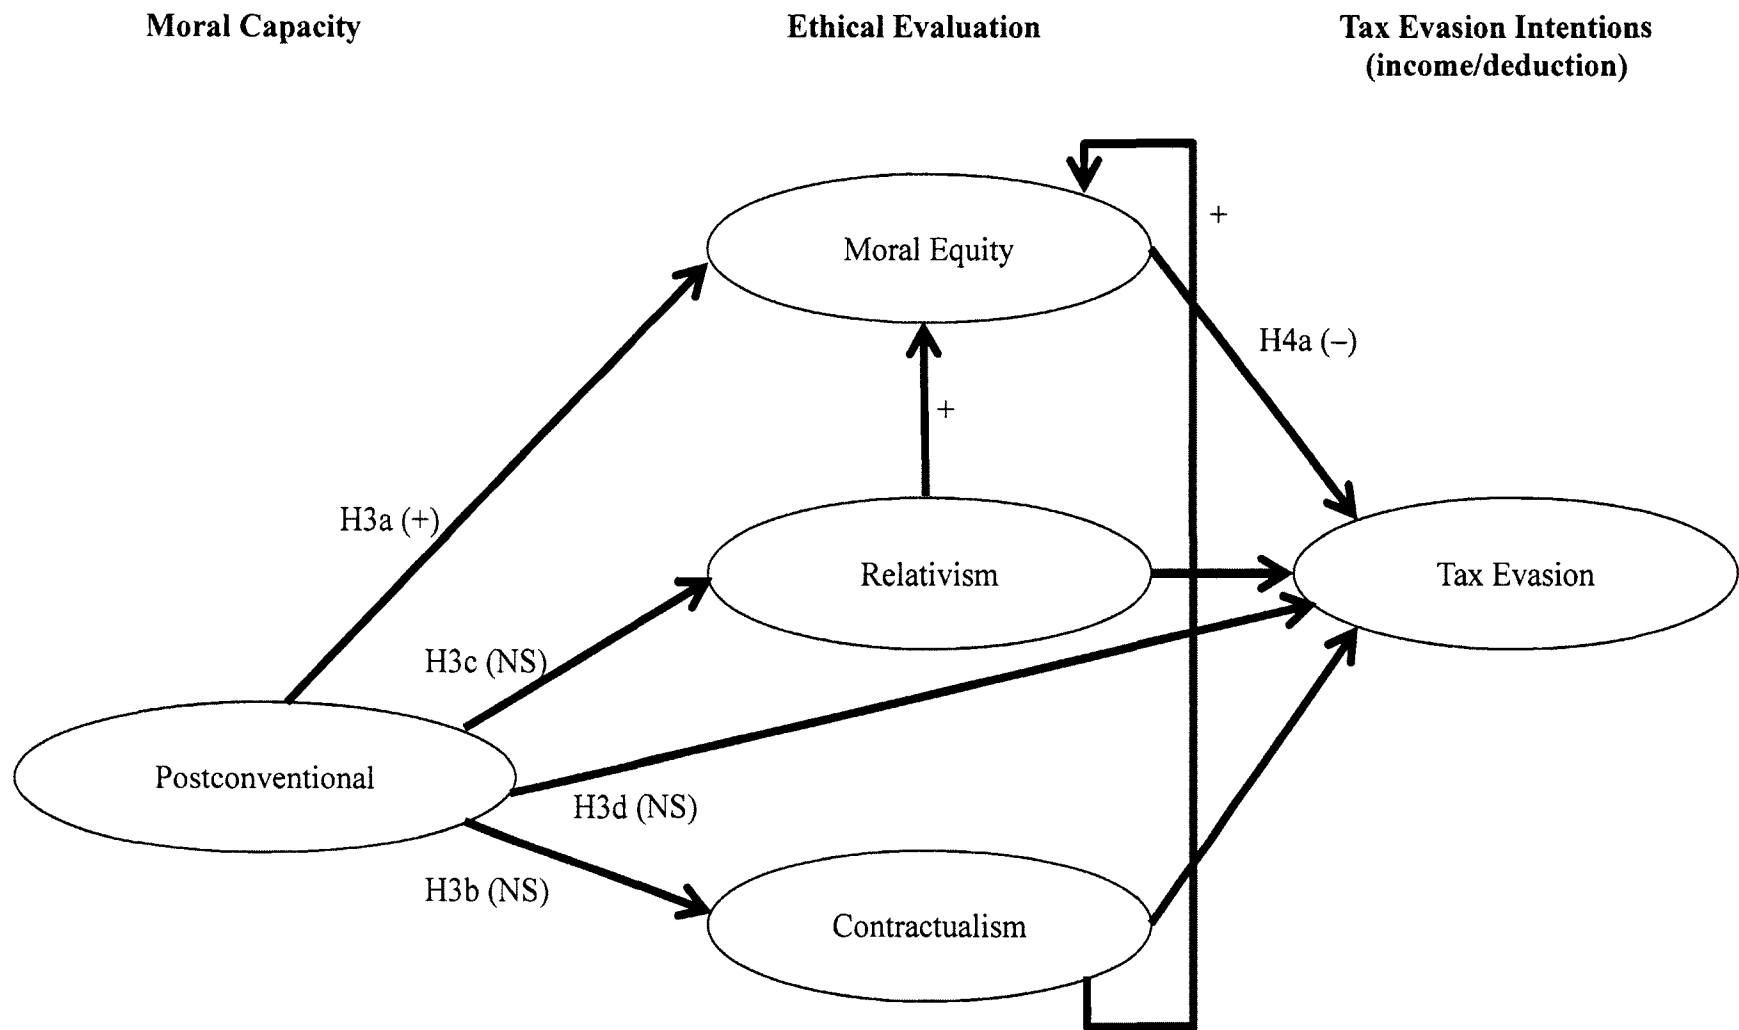 Moral Capacity
Ethical Evaluation
Tax Evasion Intentions
(income/deduction)
+
Moral Equity
H4a (–)
+
H3a (+)
Relativism
Tax Evasion
H3c (NS)
Postconventional
H3d (NS)
H3b (NS)
Contractualism